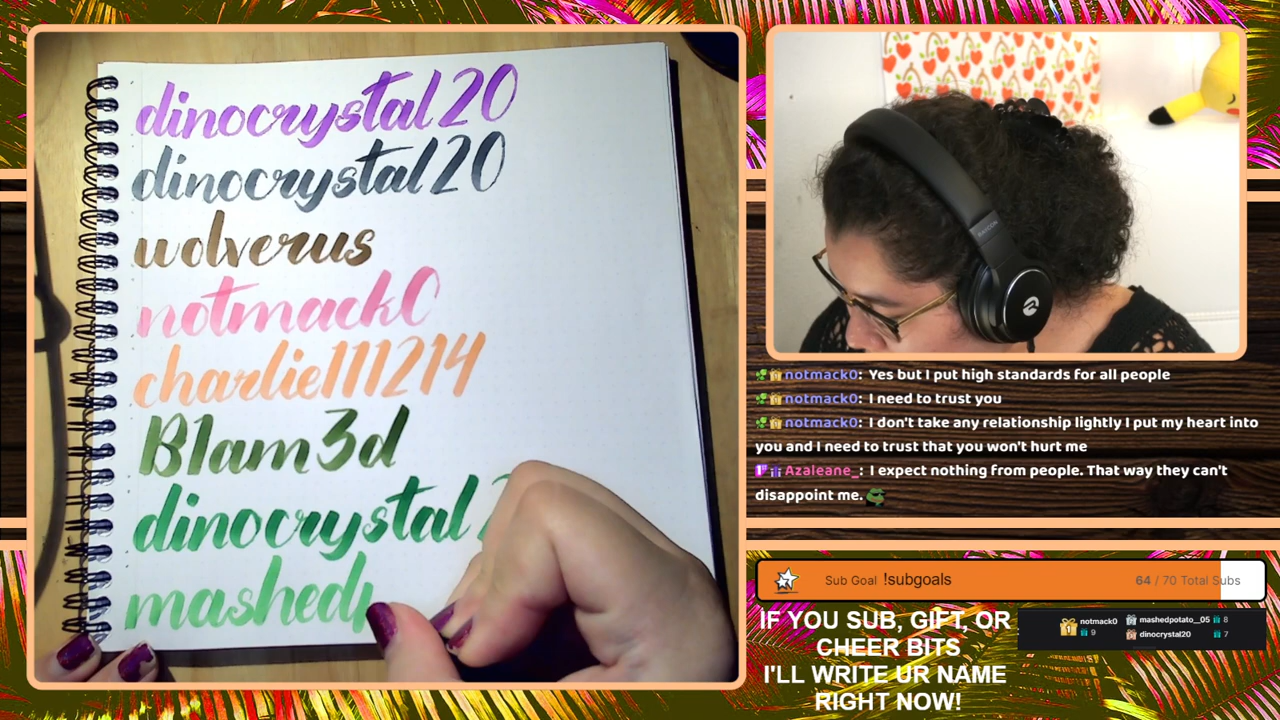 dinocrystal20
dinocrystal20
wolverus
notmack0
charlie111214
B1am3d
dinocrystal 2
mashedp
notmack0: Yes but I put high standards for all people
notmack0: I need to trust you
notmack0: I don't take any relationship lightly I put my heart into
you and I need to trust that you won't hurt me
Azaleane_: I expect nothing from people. That way they can't
disappoint me.
Sub Goal !subgoals 64 / 70 Total Subs
IF YOU SUB, GIFT, OR
CHEER BITS
I'LL WRITE UR NAME
RIGHT NOW!
1 notmack0 9
mashedpotato_05 8
dinocrystal20 7